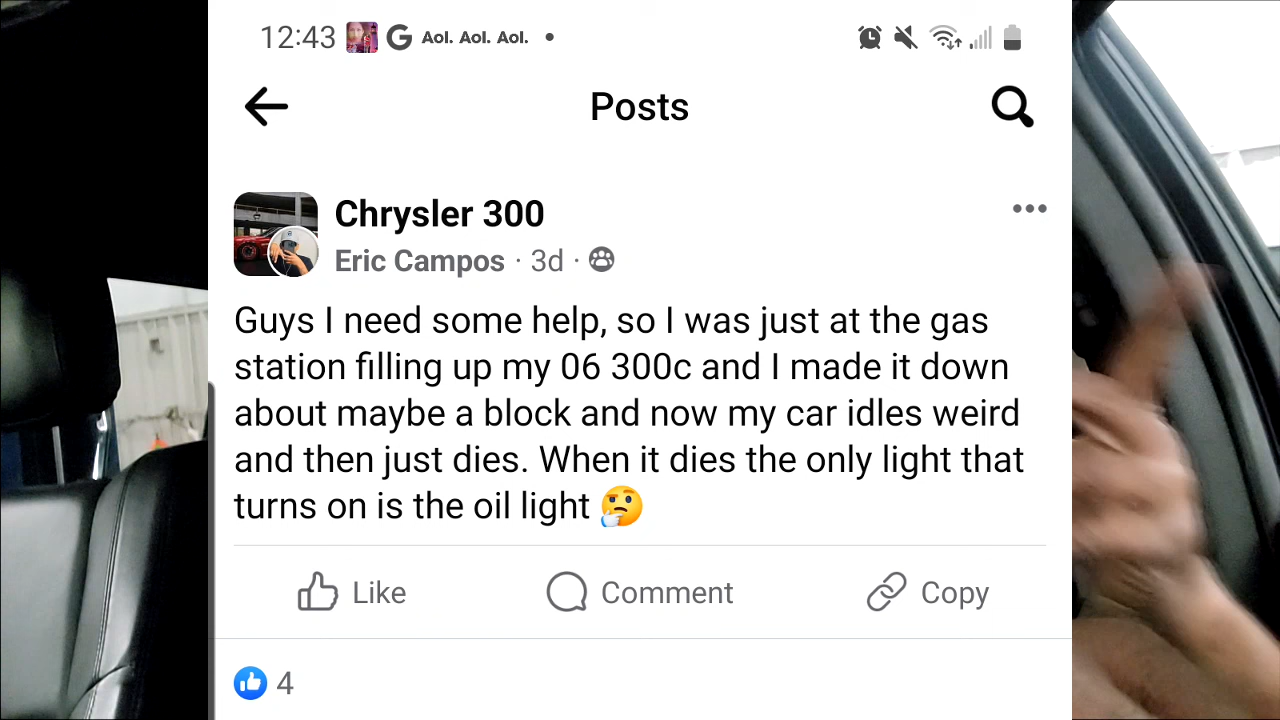 12:43 G Aol. Aol. Aol. •
Posts
Chrysler 300
Eric Campos · 3d ·
Guys I need some help, so I was just at the gas
station filling up my 06 300c and I made it down
about maybe a block and now my car idles weird
and then just dies. When it dies the only light that
turns on is the oil light 🤔
Like Comment Copy
4